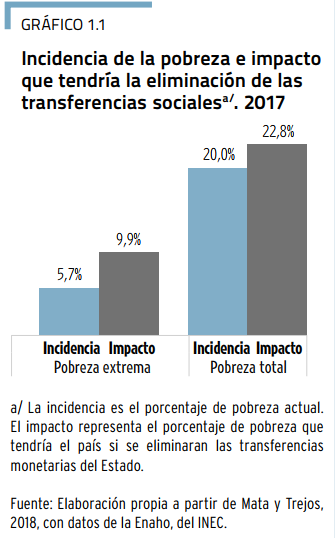 GRÁFICO 1.1
Incidencia de la pobreza e impacto
que tendría la eliminación de las
transferencias socialesa/. 2017
22,8%
20,0%
9,9%
5,7%
Incidencia Impacto Incidencia Impacto
Pobreza extrema Pobreza total
a/ La incidencia es el porcentaje de pobreza actual.
El impacto representa el porcentaje de pobreza que
tendría el país si se eliminaran las transferencias
monetarias del Estado.
Fuente: Elaboración propia a partir de Mata y Trejos,
2018, con datos de la Enaho, del INEC.